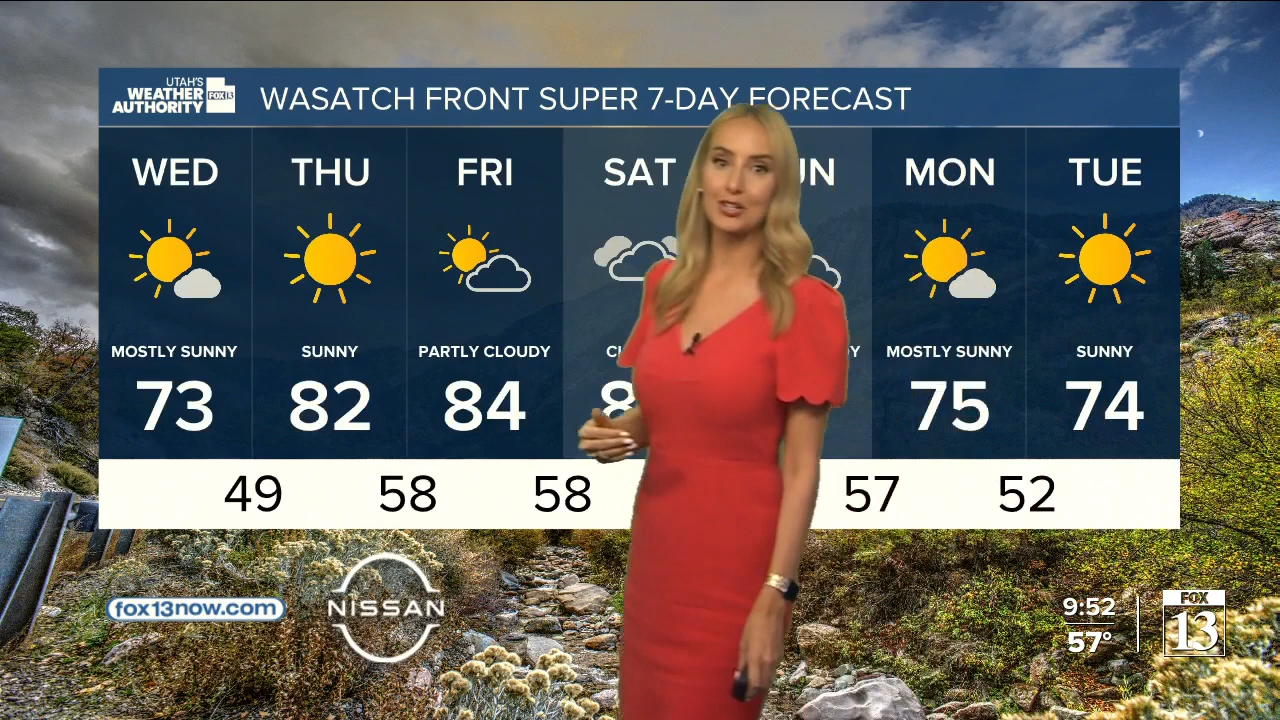 UTAH'S
WEATHER
AUTHORITY
FOX 13
WASATCH FRONT SUPER 7-DAY FORECAST
WED THU FRI SAT MON TUE
MOSTLY SUNNY SUNNY PARTLY CLOUDY MOSTLY SUNNY SUNNY
73 82 84 75 74
49 58 58 57 52
fox13now.com
NISSAN
9:52
57°
FOX
13